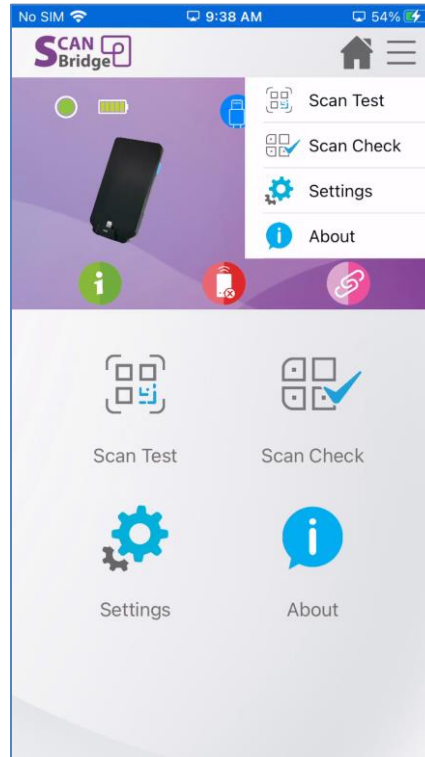 No SIM 9:38 AM 54%
SCAN
Bridge
Scan Test
Scan Check
Settings
About
Scan Test Scan Check
Settings About